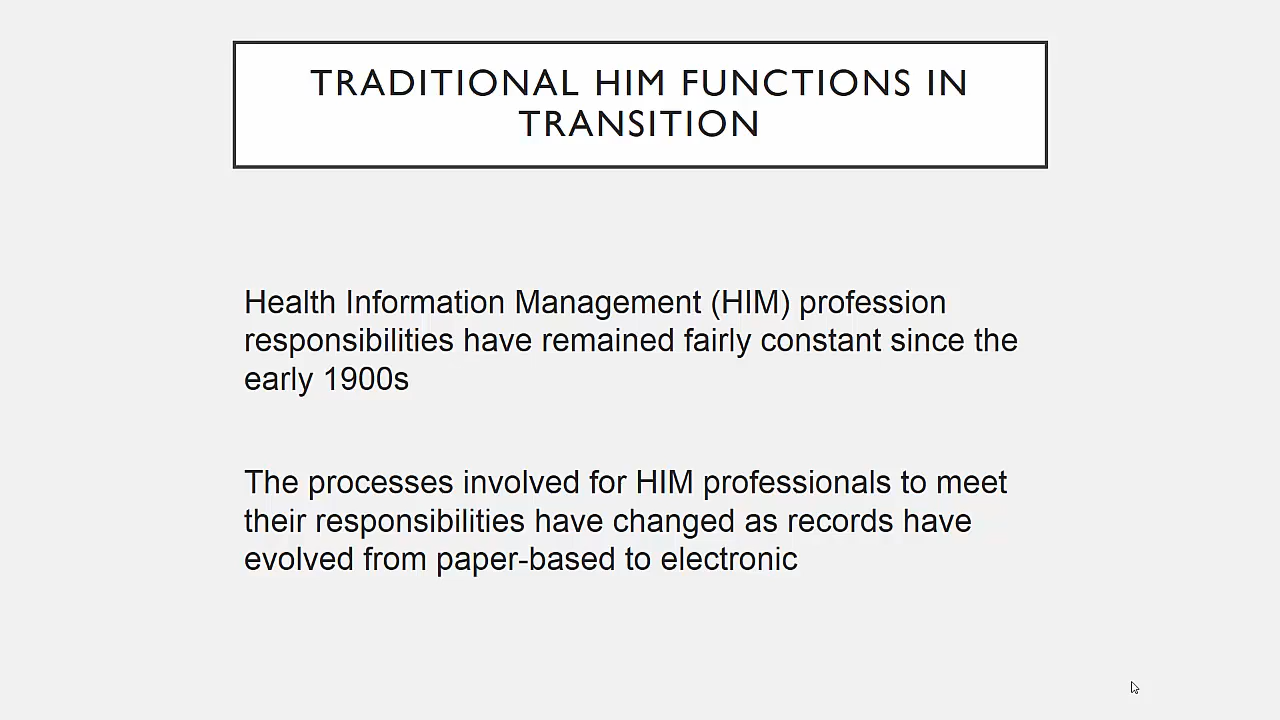 TRADITIONAL HIM FUNCTIONS IN
TRANSITION
Health Information Management (HIM) profession
responsibilities have remained fairly constant since the
early 1900s
The processes involved for HIM professionals to meet
their responsibilities have changed as records have
evolved from paper-based to electronic